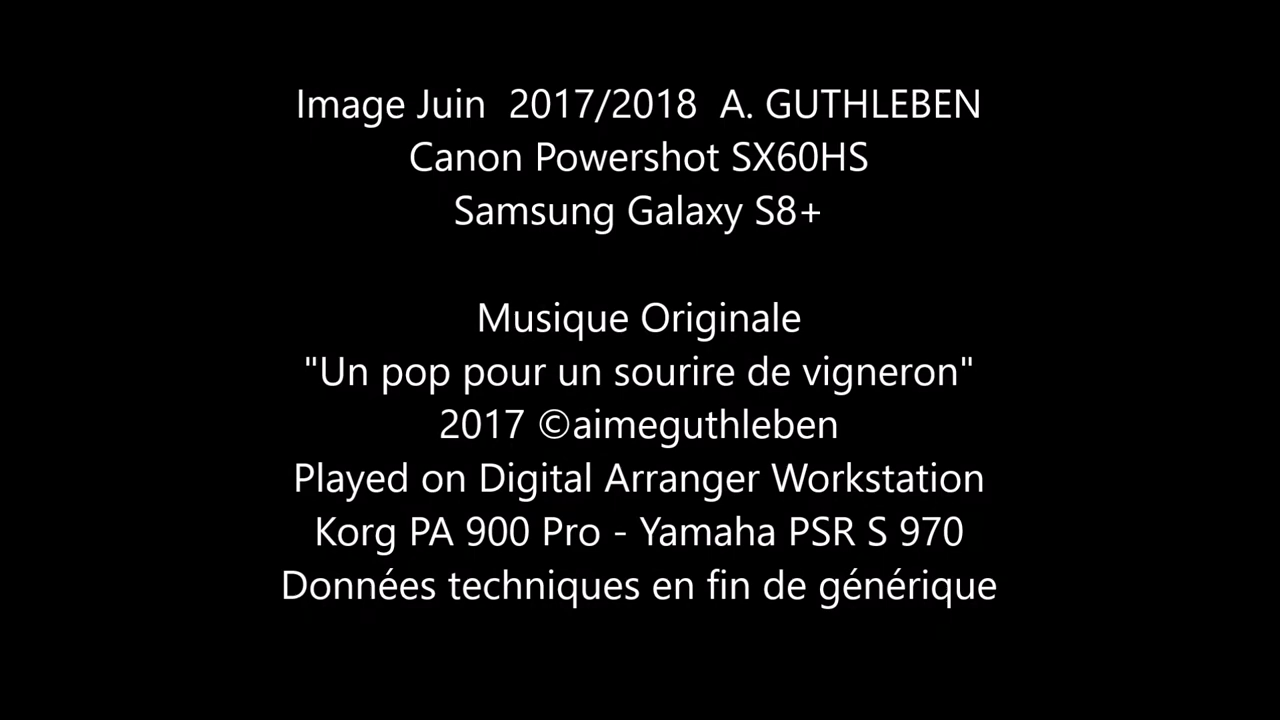 Image Juin  2017/2018  A. GUTHLEBEN
Canon Powershot SX60HS
Samsung Galaxy S8+
Musique Originale
"Un pop pour un sourire de vigneron"
2017 ©aimeguthleben
Played on Digital Arranger Workstation
Korg PA 900 Pro - Yamaha PSR S 970
Données techniques en fin de générique